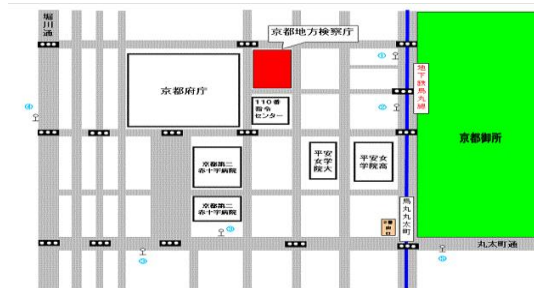 堀川通
京都地方検察庁
京都府庁
110番
指令
センター
地下鉄烏丸線
京都御所
京都第二
赤十字病院
平安
女学
院大
平安女
学院高
京都第二
赤十字病院
烏丸丸太町
丸太町通